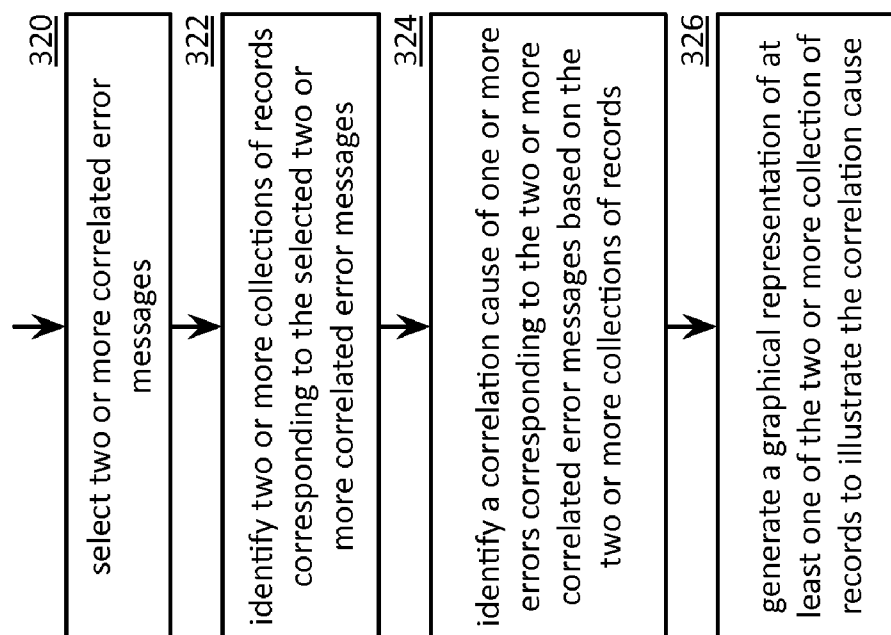 320
select two or more correlated error
messages
322
identify two or more collections of records
corresponding to the selected two or
more correlated error messages
324
identify a correlation cause of one or more
errors corresponding to the two or more
correlated error messages based on the
two or more collections of records
326
generate a graphical representation of at
least one of the two or more collection of
records to illustrate the correlation cause